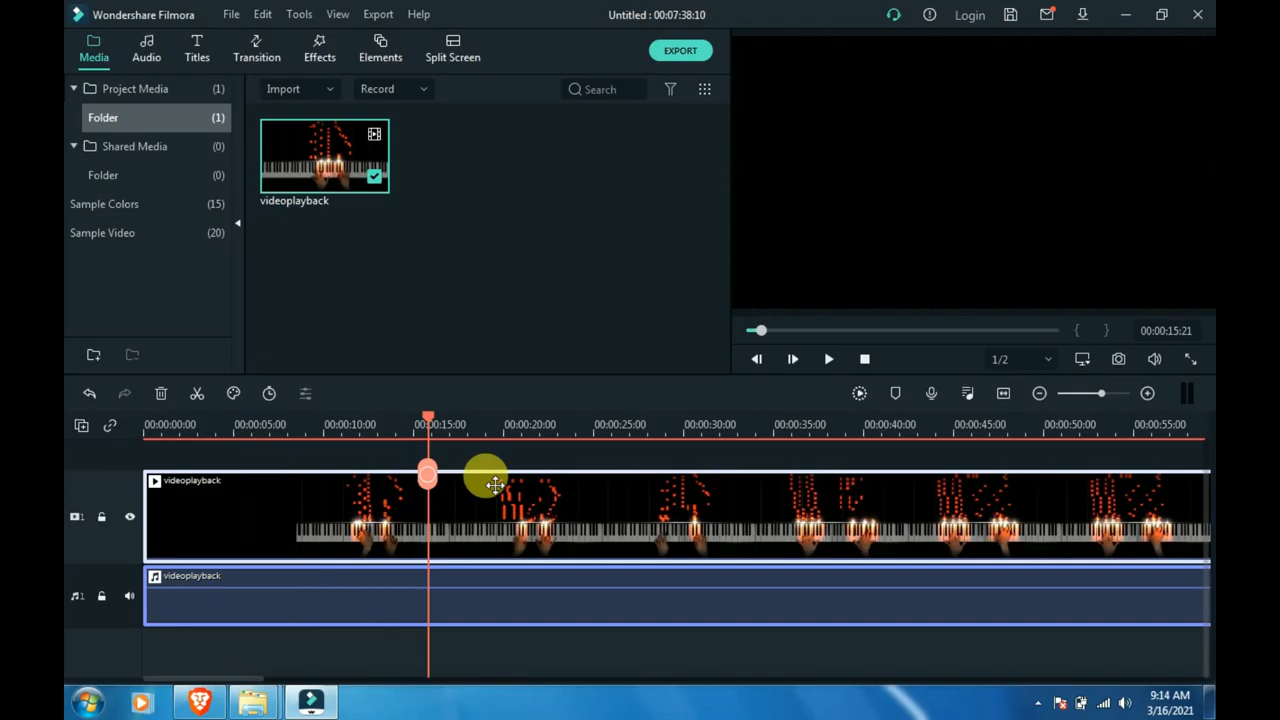 Wondershare Filmora File Edit Tools View Export Help Untitled : 00:07:38:10 Login
Media Audio Titles Transition Effects Elements Split Screen EXPORT
Project Media (1) Import Record Search
Folder (1)
Shared Media (0)
Folder (0)
Sample Colors (15)
Sample Video (20)
videoplayback
{ } 00:00:15:21
1/2
00:00:00:00 00:00:05:00 00:00:10:00 00:00:15:00 00:00:20:00 00:00:25:00 00:00:30:00 00:00:35:00 00:00:40:00 00:00:45:00 00:00:50:00 00:00:55:00
videoplayback
1
videoplayback
1
9:14 AM
3/16/2021